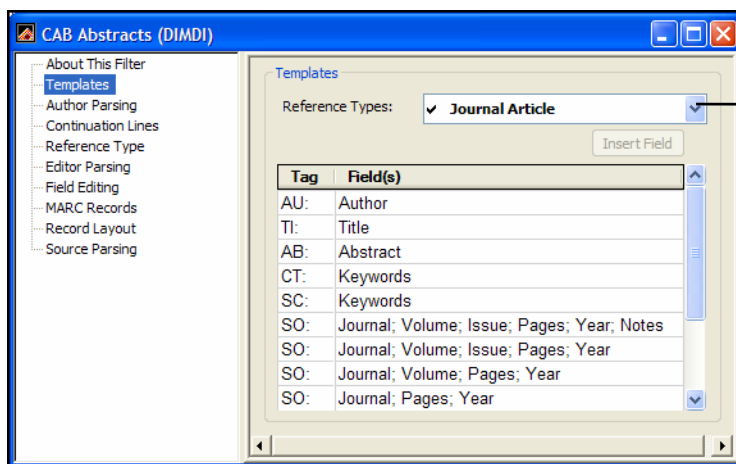 CAB Abstracts (DIMDI)
About This Filter
Templates
Author Parsing
Continuation Lines
Reference Type
Editor Parsing
Field Editing
MARC Records
Record Layout
Source Parsing
Templates
Reference Types: Journal Article
Insert Field
Tag Field(s)
AU: Author
TI: Title
AB: Abstract
CT: Keywords
SC: Keywords
SO: Journal; Volume; Issue; Pages; Year; Notes
SO: Journal; Volume; Issue; Pages; Year
SO: Journal; Volume; Pages; Year
SO: Journal; Pages; Year